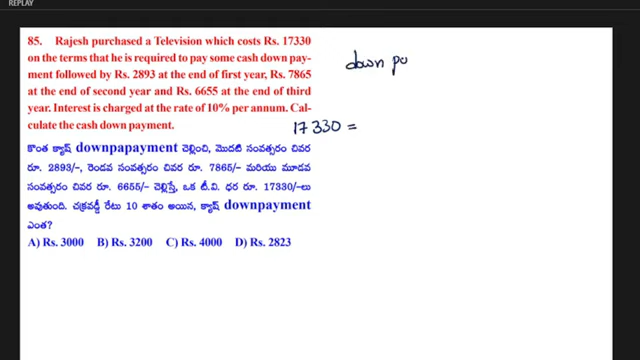 REPLAY
85. Rajesh purchased a Television which costs Rs. 17330
on the terms that he is required to pay some cash down pay-
ment followed by Rs. 2893 at the end of first year, Rs. 7865
at the end of second year and Rs. 6655 at the end of third
year. Interest is charged at the rate of 10% per annum. Cal-
culate the cash down payment.
కొంత క్యాష్ downpapayment చెల్లించి, మొదటి సంవత్సరం చివర
రూ. 2893/-, రెండవ సంవత్సరం చివర రూ. 7865/- మరియు మూడవ
సంవత్సరం చివర రూ. 6655/- చెల్లిస్తే, ఒక టీ.వి. ధర రూ. 17330/-లు
అవుతుంది. చక్రవడ్డీ రేటు 10 శాతం అయిన, క్యాష్ downpayment
ఎంత?
A) Rs. 3000 B) Rs. 3200 C) Rs. 4000 D) Rs. 2823
down pa
17330 =